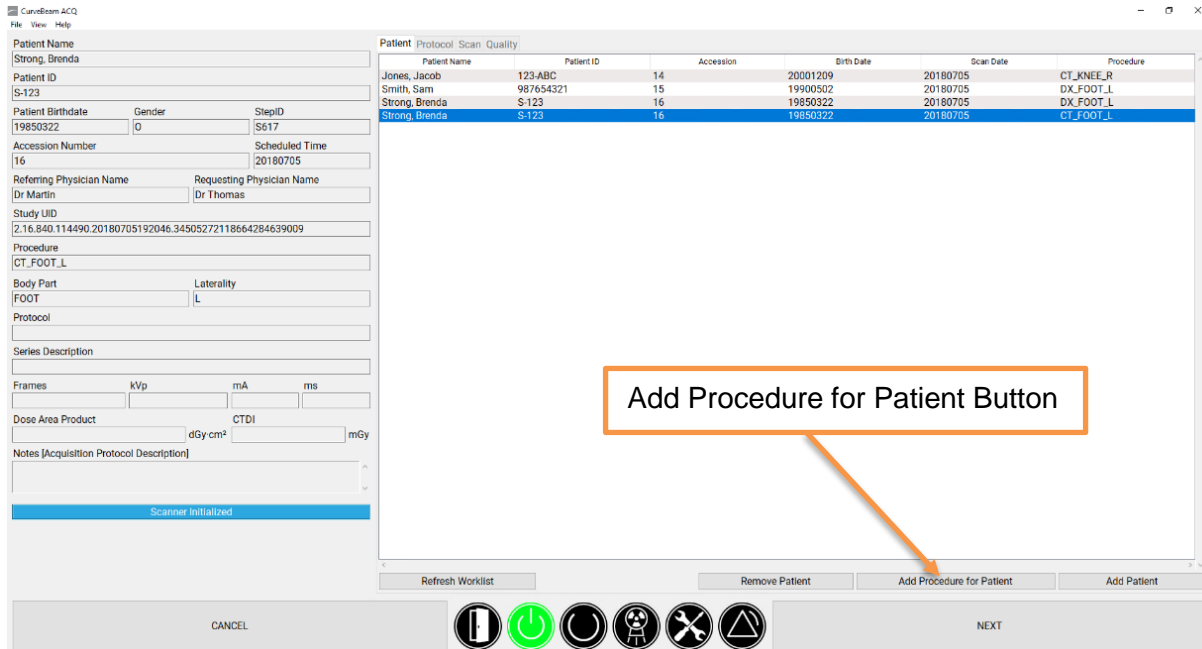 CurveBeam ACQ
File View Help
Patient Name
Strong, Brenda
Patient ID
S-123
Patient Birthdate Gender StepID
19850322 O S617
Accession Number Scheduled Time
16 20180705
Referring Physician Name Requesting Physician Name
Dr Martin Dr Thomas
Study UID
2.16.840.114490.20180705192046.34505272118664284639009
Procedure
CT_FOOT_L
Body Part Laterality
FOOT L
Protocol
Series Description
Frames kVp mA ms
Dose Area Product CTDI
dGy·cm² mGy
Notes [Acquisition Protocol Description]
Scanner Initialized
Patient Protocol Scan Quality
Patient Name Patient ID Accession Birth Date Scan Date Procedure
Jones, Jacob 123-ABC 14 20001209 20180705 CT_KNEE_R
Smith, Sam 987654321 15 19900502 20180705 DX_FOOT_L
Strong, Brenda S-123 16 19850322 20180705 DX_FOOT_L
Strong, Brenda S-123 16 19850322 20180705 CT_FOOT_L
Add Procedure for Patient Button
Refresh Worklist Remove Patient Add Procedure for Patient Add Patient
CANCEL NEXT